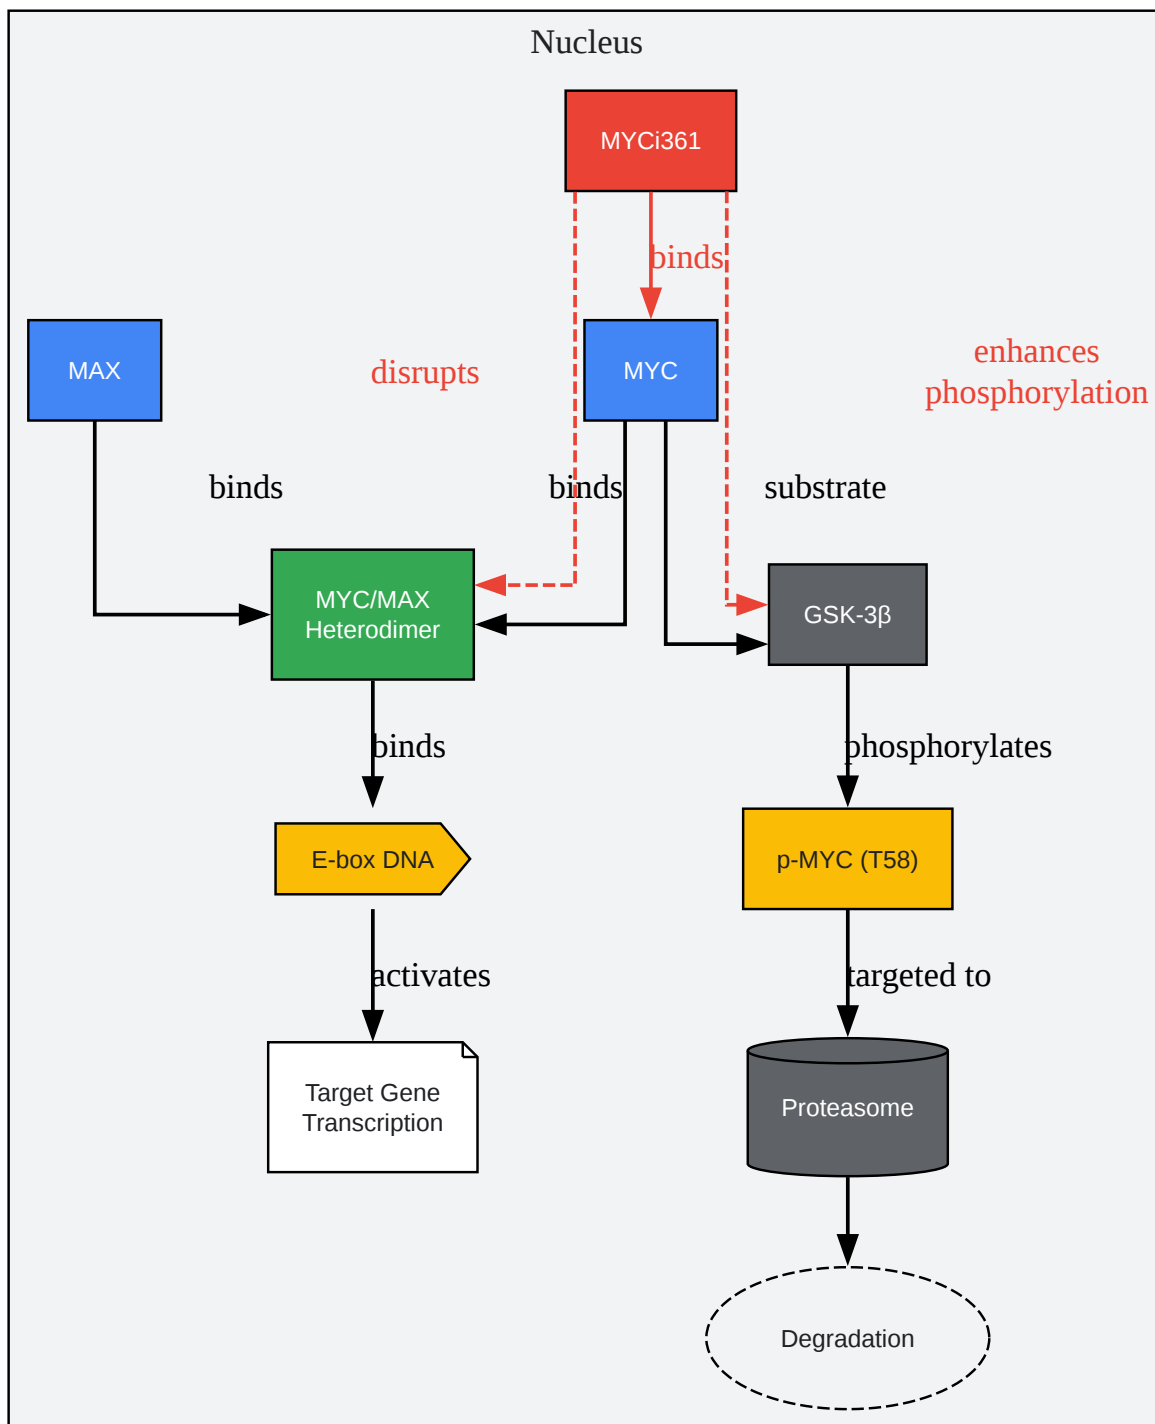 Nucleus
MYCi361
binds
MAX
disrupts
MYC
enhances
phosphorylation
binds
binds
substrate
MYC/MAX
Heterodimer
GSK-3β
binds
phosphorylates
E-box DNA
p-MYC (T58)
activates
targeted to
Target Gene
Transcription
Proteasome
Degradation